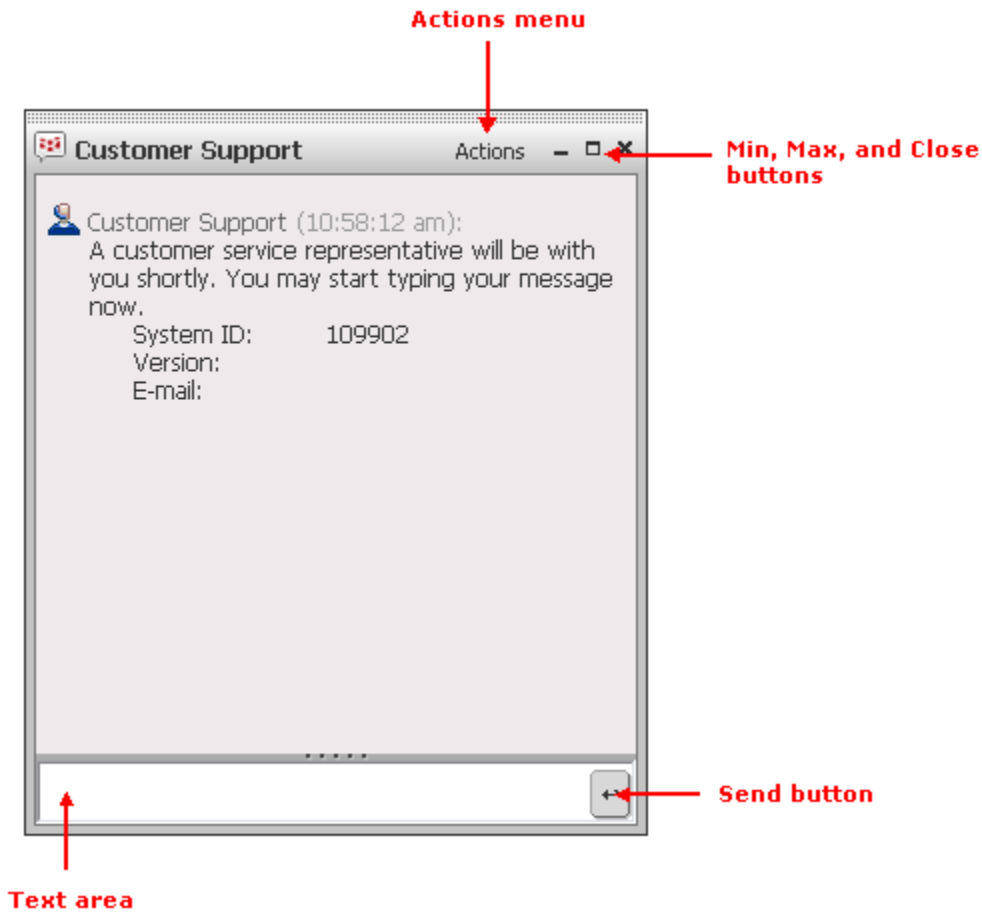 Actions menu
Customer Support
Actions
Min, Max, and Close
buttons
Customer Support (10:58:12 am):
A customer service representative will be with
you shortly. You may start typing your message
now.
System ID: 109902
Version:
E-mail:
Send button
Text area